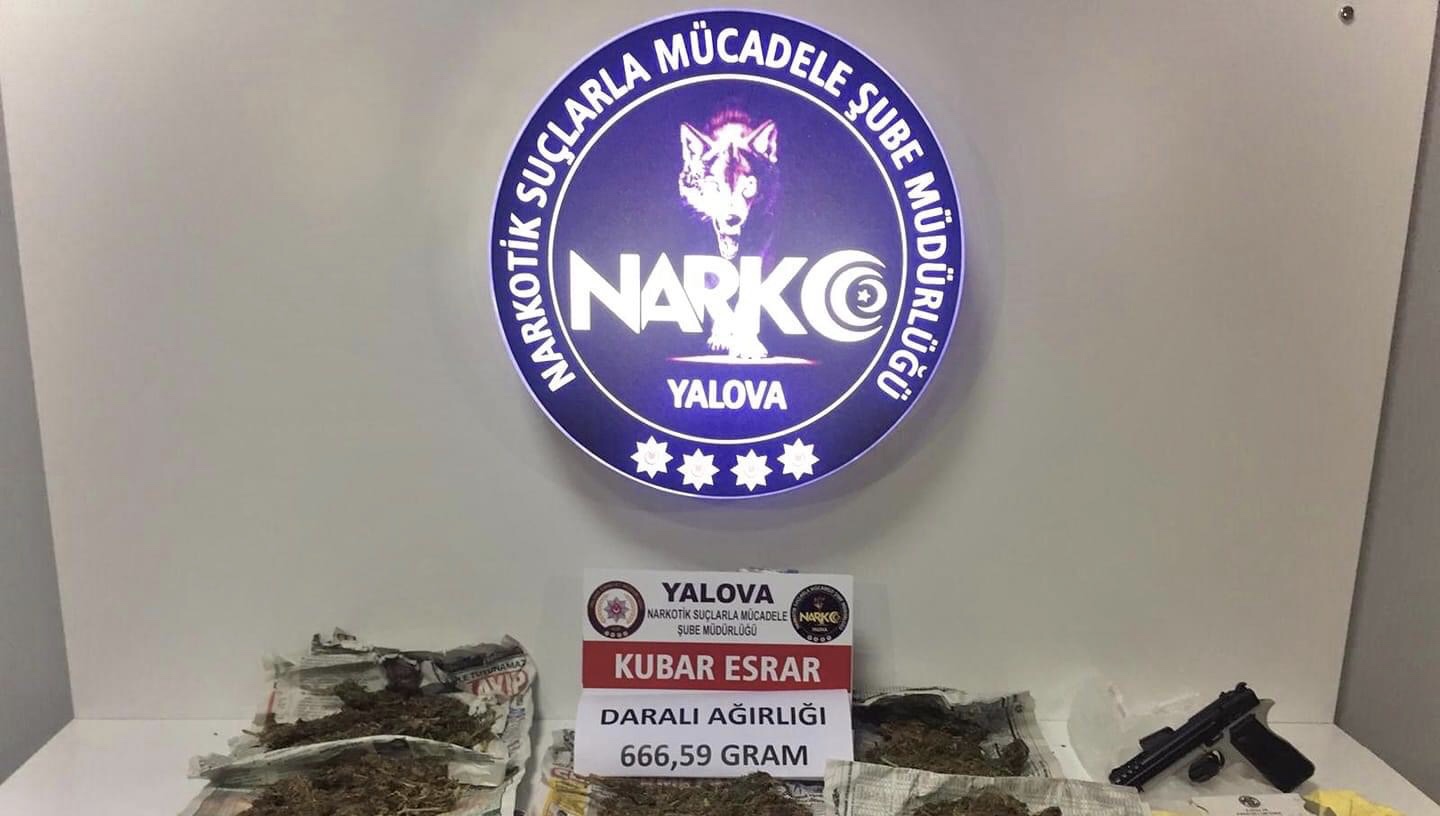 NARKOTİK SUÇLARLA MÜCADELE ŞUBE MÜDÜRLÜĞÜ
NARKO
YALOVA
YALOVA
NARKOTİK SUÇLARLA MÜCADELE
ŞUBE MÜDÜRLÜĞÜ
NARKO
KUBAR ESRAR
DARALI AĞIRLIĞI
666,59 GRAM